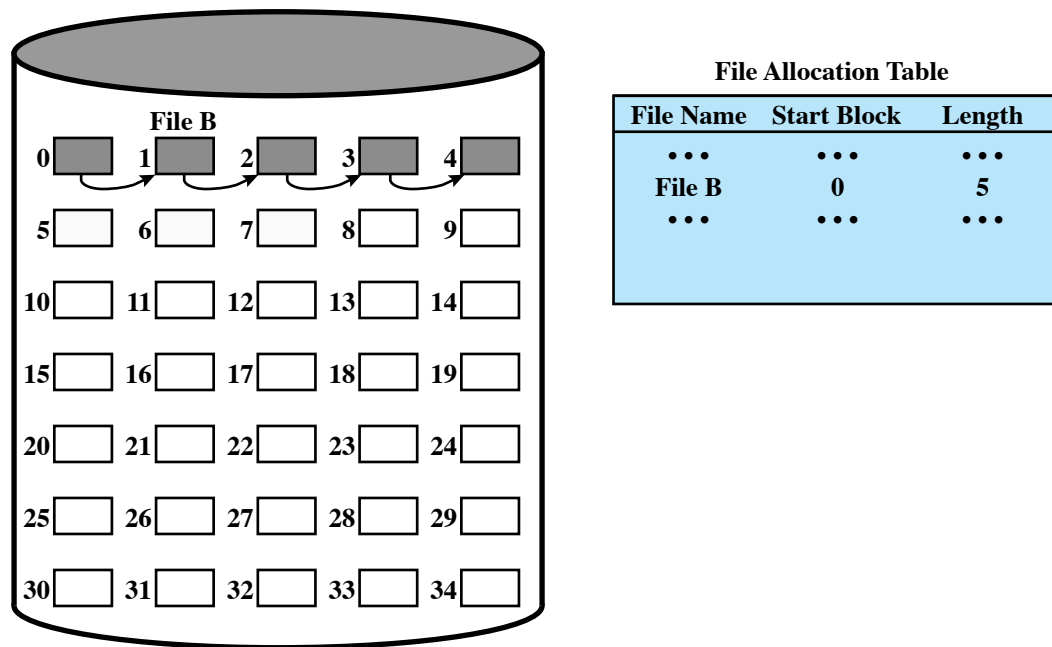 File Allocation Table
File Name Start Block Length
••• ••• •••
File B 0 5
••• ••• •••
File B
0 1 2 3 4
5 6 7 8 9
10 11 12 13 14
15 16 17 18 19
20 21 22 23 24
25 26 27 28 29
30 31 32 33 34